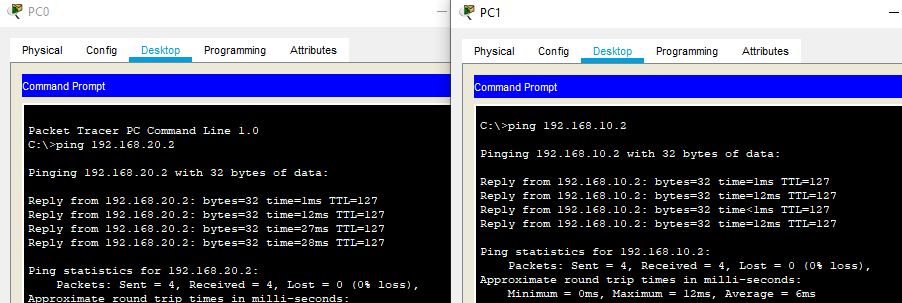 PC0
Physical Config Desktop Programming Attributes
Command Prompt
Packet Tracer PC Command Line 1.0
C:\>ping 192.168.20.2
Pinging 192.168.20.2 with 32 bytes of data:
Reply from 192.168.20.2: bytes=32 time=1ms TTL=127
Reply from 192.168.20.2: bytes=32 time=12ms TTL=127
Reply from 192.168.20.2: bytes=32 time=27ms TTL=127
Reply from 192.168.20.2: bytes=32 time=28ms TTL=127
Ping statistics for 192.168.20.2:
Packets: Sent = 4, Received = 4, Lost = 0 (0% loss),
Approximate round trip times in milli-seconds:
PC1
Physical Config Desktop Programming Attributes
Command Prompt
C:\>ping 192.168.10.2
Pinging 192.168.10.2 with 32 bytes of data:
Reply from 192.168.10.2: bytes=32 time=1ms TTL=127
Reply from 192.168.10.2: bytes=32 time=12ms TTL=127
Reply from 192.168.10.2: bytes=32 time<1ms TTL=127
Reply from 192.168.10.2: bytes=32 time=12ms TTL=127
Ping statistics for 192.168.10.2:
Packets: Sent = 4, Received = 4, Lost = 0 (0% loss),
Approximate round trip times in milli-seconds:
Minimum = 0ms, Maximum = 12ms, Average = 6ms